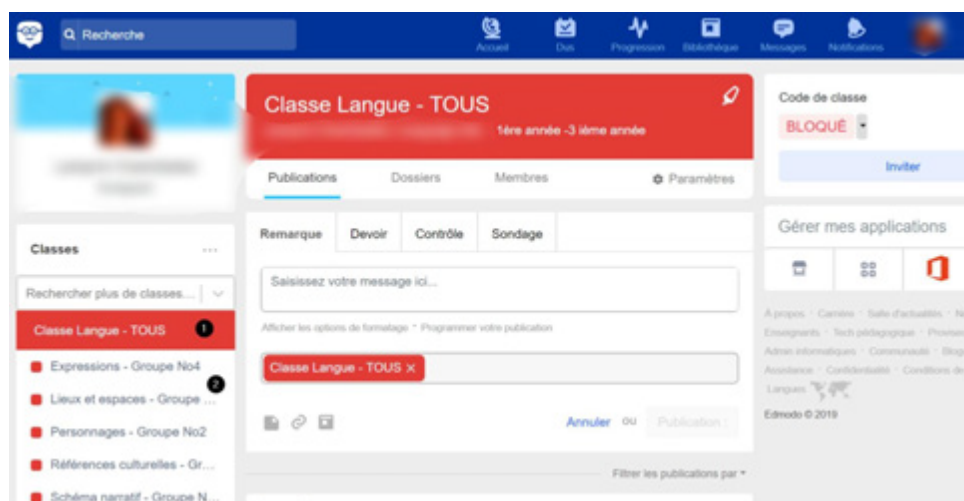 Recherche
Accueil Dus Progression Bibliothèque Messages Notifications
Classe Langue - TOUS
1ère année -3 ième année
Publications Dossiers Membres Paramètres
Remarque Devoir Contrôle Sondage
Saisissez votre message ici...
Afficher les options de formatage * Programmer votre publication
Classe Langue - TOUS ×
Annuler ou Publication :
Filtrer les publications par
Classes ...
Rechercher plus de classes...
Classe Langue - TOUS 1
Expressions - Groupe No4
2
Lieux et espaces - Groupe ...
Personnages - Groupe No2
Références culturelles - Gr...
Schéma narratif - Groupe N...
Code de classe
BLOQUÉ
Inviter
Gérer mes applications
A propos * Carrière * Salle d'actualités *
Enseignants * Tech pédagogique *
Admin informatiques * Communauté * Blog
Assistance * Confidentialité * Conditions de
Langues
Edmodo © 2019